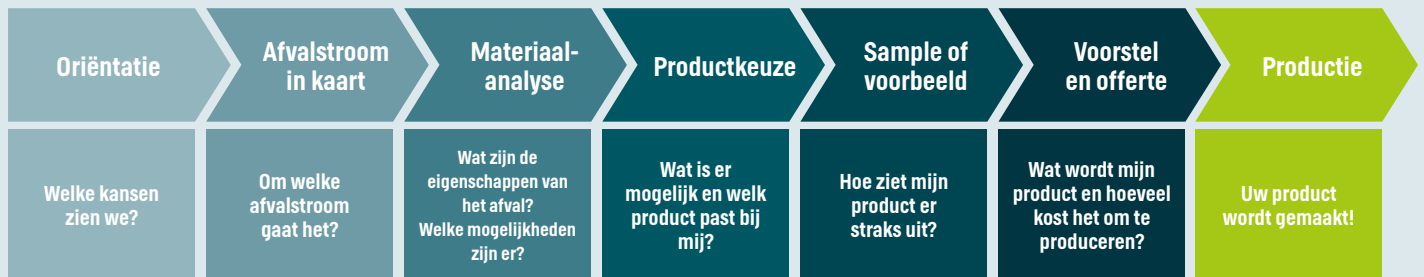 Oriëntatie
Afvalstroom
in kaart
Materiaal-
analyse
Productkeuze
Sample of
voorbeeld
Voorstel
en offerte
Productie
Welke kansen
zien we?
Om welke
afvalstroom
gaat het?
Wat zijn de
eigenschappen van
het afval?
Welke mogelijkheden
zijn er?
Wat is er
mogelijk en welk
product past bij
mij?
Hoe ziet mijn
product er
straks uit?
Wat wordt mijn
product en hoeveel
kost het om te
produceren?
Uw product
wordt gemaakt!